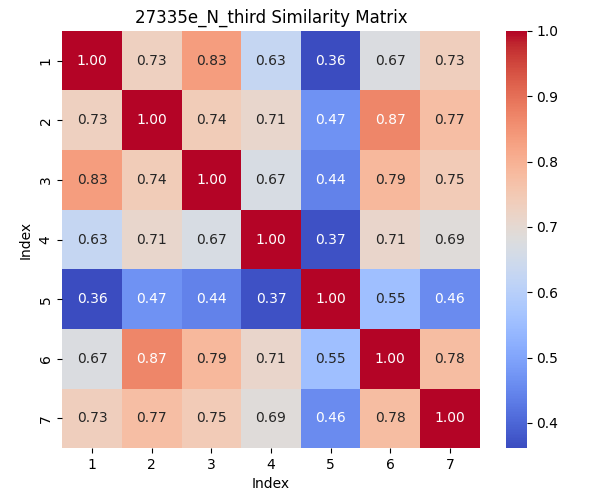 27335e_N_third Similarity Matrix
1 1.00 0.73 0.83 0.63 0.36 0.67 0.73
2 0.73 1.00 0.74 0.71 0.47 0.87 0.77
3 0.83 0.74 1.00 0.67 0.44 0.79 0.75
4 0.63 0.71 0.67 1.00 0.37 0.71 0.69
5 0.36 0.47 0.44 0.37 1.00 0.55 0.46
6 0.67 0.87 0.79 0.71 0.55 1.00 0.78
7 0.73 0.77 0.75 0.69 0.46 0.78 1.00
1 2 3 4 5 6 7
Index
Index
1.0
0.9
0.8
0.7
0.6
0.5
0.4